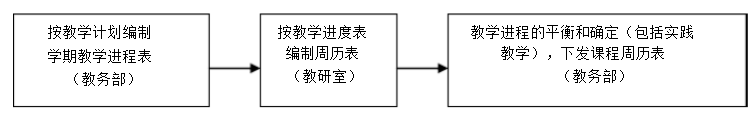 按教学计划编制
学期教学进程表
（教务部）
按教学进度表
编制周历表
（教研室）
教学进程的平衡和确定（包括实践
教学），下发课程周历表
（教务部）